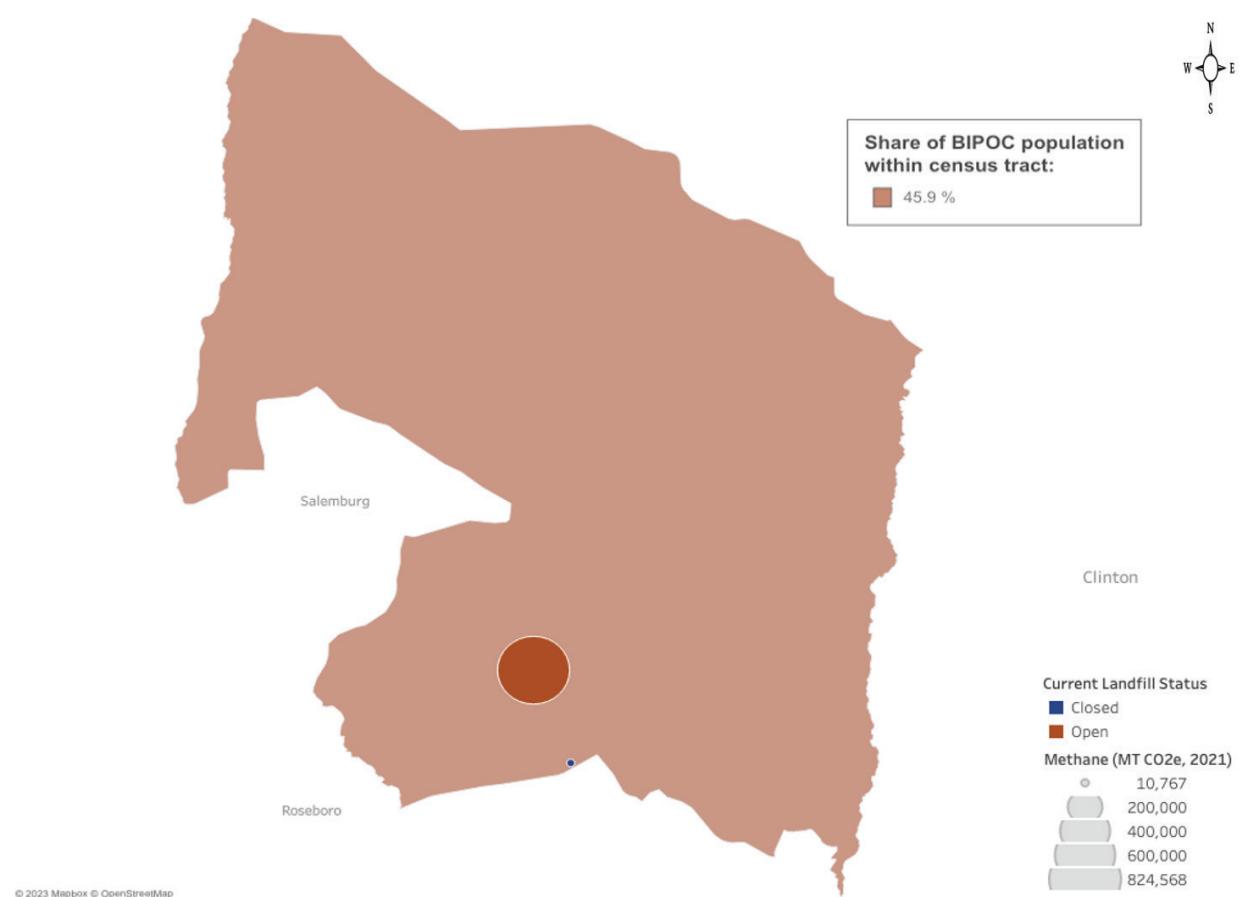 N
W E
S
Share of BIPOC population
within census tract:
45.9 %
Salemburg
Clinton
Roseboro
Current Landfill Status
Closed
Open
Methane (MT CO2e, 2021)
10,767
200,000
400,000
600,000
824,568
© 2023 Mapbox © OpenStreetMap